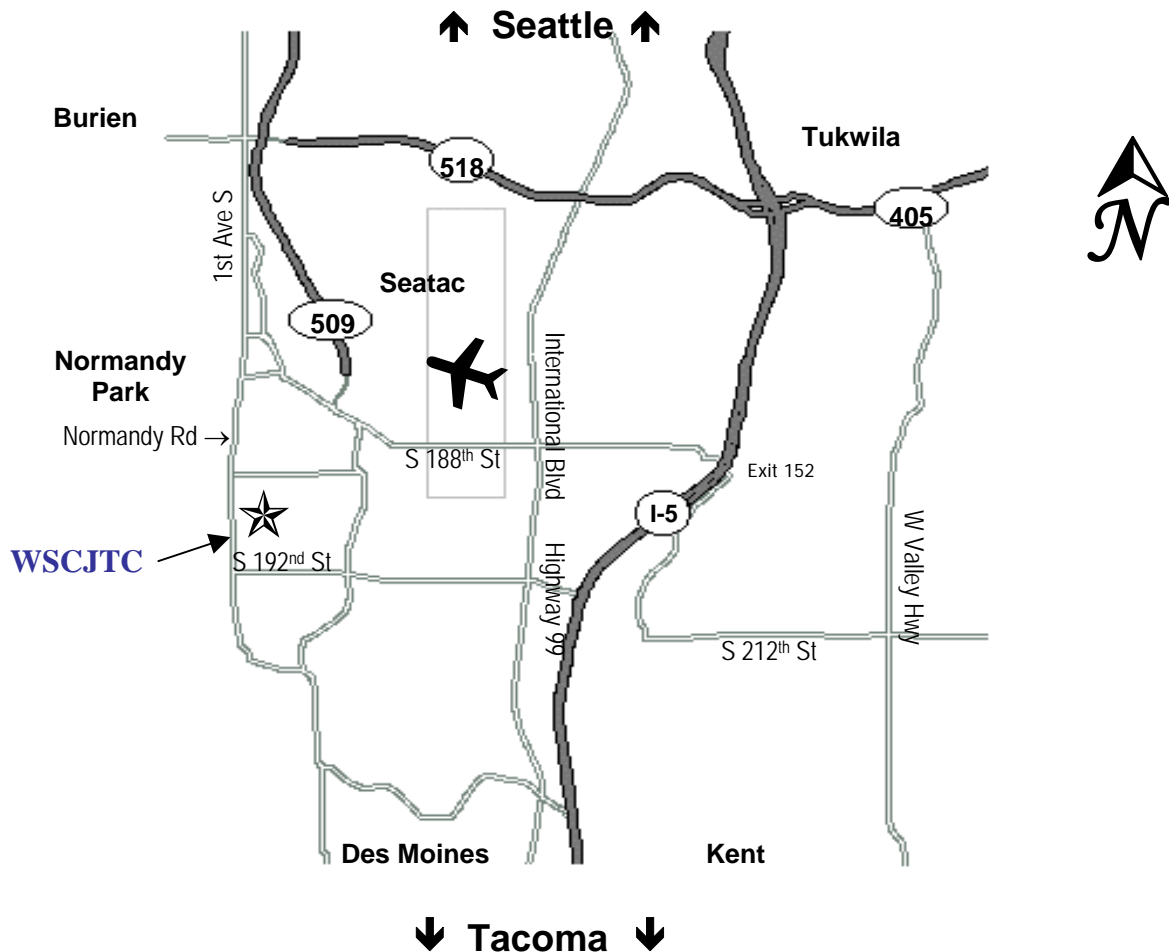 ↑ Seattle ↑
Burien
Tukwila
518
405
1st Ave S
N
Seatac
509
Normandy
Park
International Blvd
Normandy Rd →
S 188th St
Exit 152
I-5
WSCJTC
S 192nd St
Highway 99
W Valley Hwy
S 212th St
Des Moines
Kent
↓ Tacoma ↓